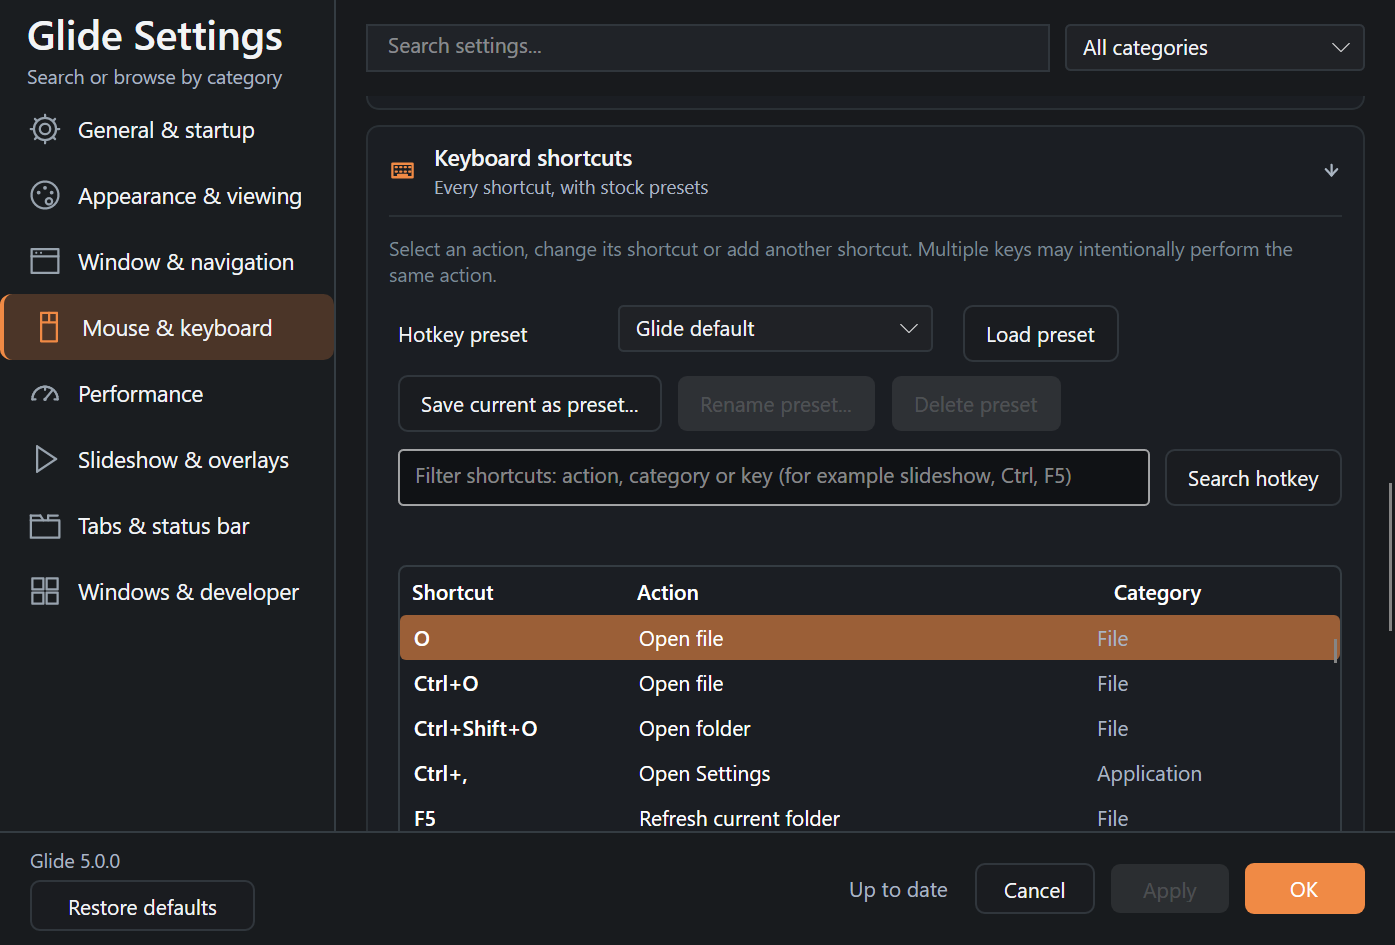 Glide Settings
Search or browse by category
General & startup
Appearance & viewing
Window & navigation
Mouse & keyboard
Performance
Slideshow & overlays
Tabs & status bar
Windows & developer
Search settings...
All categories
Keyboard shortcuts
Every shortcut, with stock presets
Select an action, change its shortcut or add another shortcut. Multiple keys may intentionally perform the
same action.
Hotkey preset
Glide default
Load preset
Save current as preset...
Rename preset...
Delete preset
Filter shortcuts: action, category or key (for example slideshow, Ctrl, F5)
Search hotkey
Shortcut Action Category
O Open file File
Ctrl+O Open file File
Ctrl+Shift+O Open folder File
Ctrl+, Open Settings Application
F5 Refresh current folder File
Glide 5.0.0
Restore defaults
Up to date
Cancel
Apply
OK